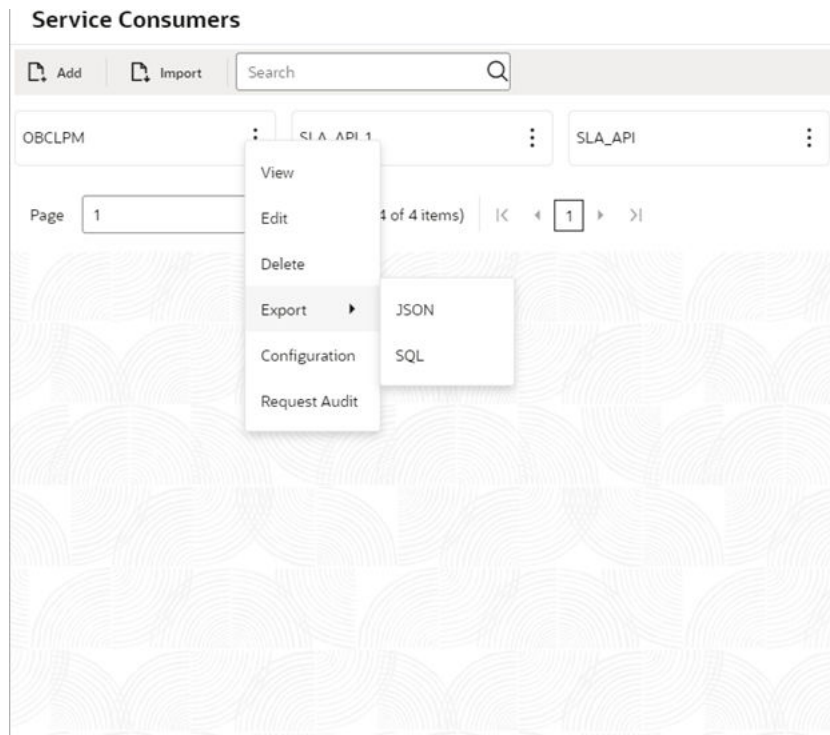 Service Consumers
Add Import Search
OBCLPM SLA_API_1 SLA_API
View
Page 1 4 of 4 items) 1
Edit
Delete
Export JSON
Configuration SQL
Request Audit